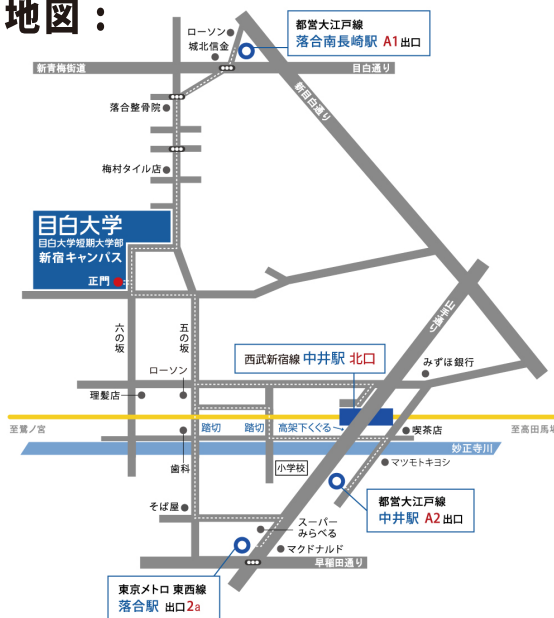 地図：
ローソン
城北信金
都営大江戸線
落合南長崎駅 A1出口
新青梅街道
目白通り
新目白通り
落合整骨院
梅村タイル店
目白大学
目白大学短期大学部
新宿キャンパス
正門
山手通り
六の坂
五の坂
西武新宿線 中井駅 北口
みずほ銀行
ローソン
理髪店
至鷺ノ宮
踏切
踏切
高架下くぐる→
喫茶店
至高田馬場
妙正寺川
歯科
小学校
マツモトキヨシ
都営大江戸線
中井駅 A2出口
そば屋
スーパー
みらべる
マクドナルド
早稲田通り
東京メトロ 東西線
落合駅 出口2a